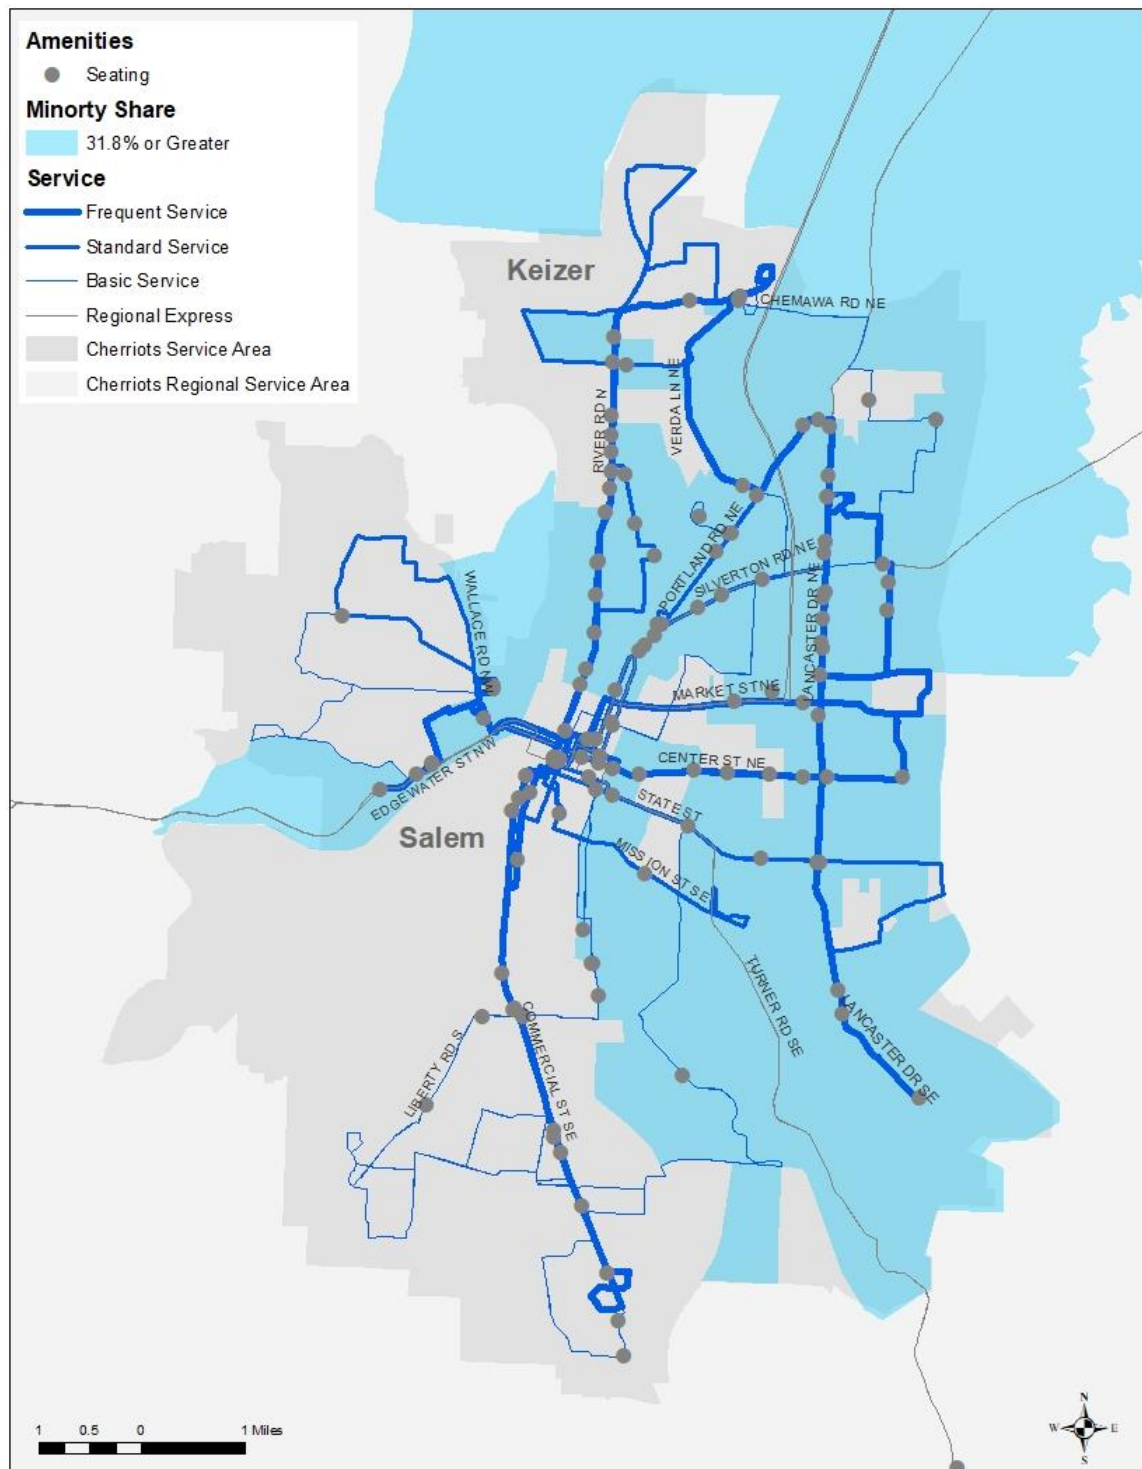 Amenities
Seating
Minorty Share
31.8% or Greater
Service
Frequent Service
Standard Service
Basic Service
Regional Express
Cherriots Service Area
Cherriots Regional Service Area
Keizer
CHEMAWA RD NE
RIVER RD N
VERDA LN NE
PORTLAND RD NE
SILVERTON RD NE
WALLACE RD NW
LANCASTER DR NE
MARKET ST NE
EDGEWATER ST NW
CENTER ST NE
STATE ST
Salem
MISSION ST SE
TURNER RD SE
LANCASTER DR SE
COMMERCIAL ST SE
LIBERTY RD S
1 0.5 0 1 Miles
N
W E
S